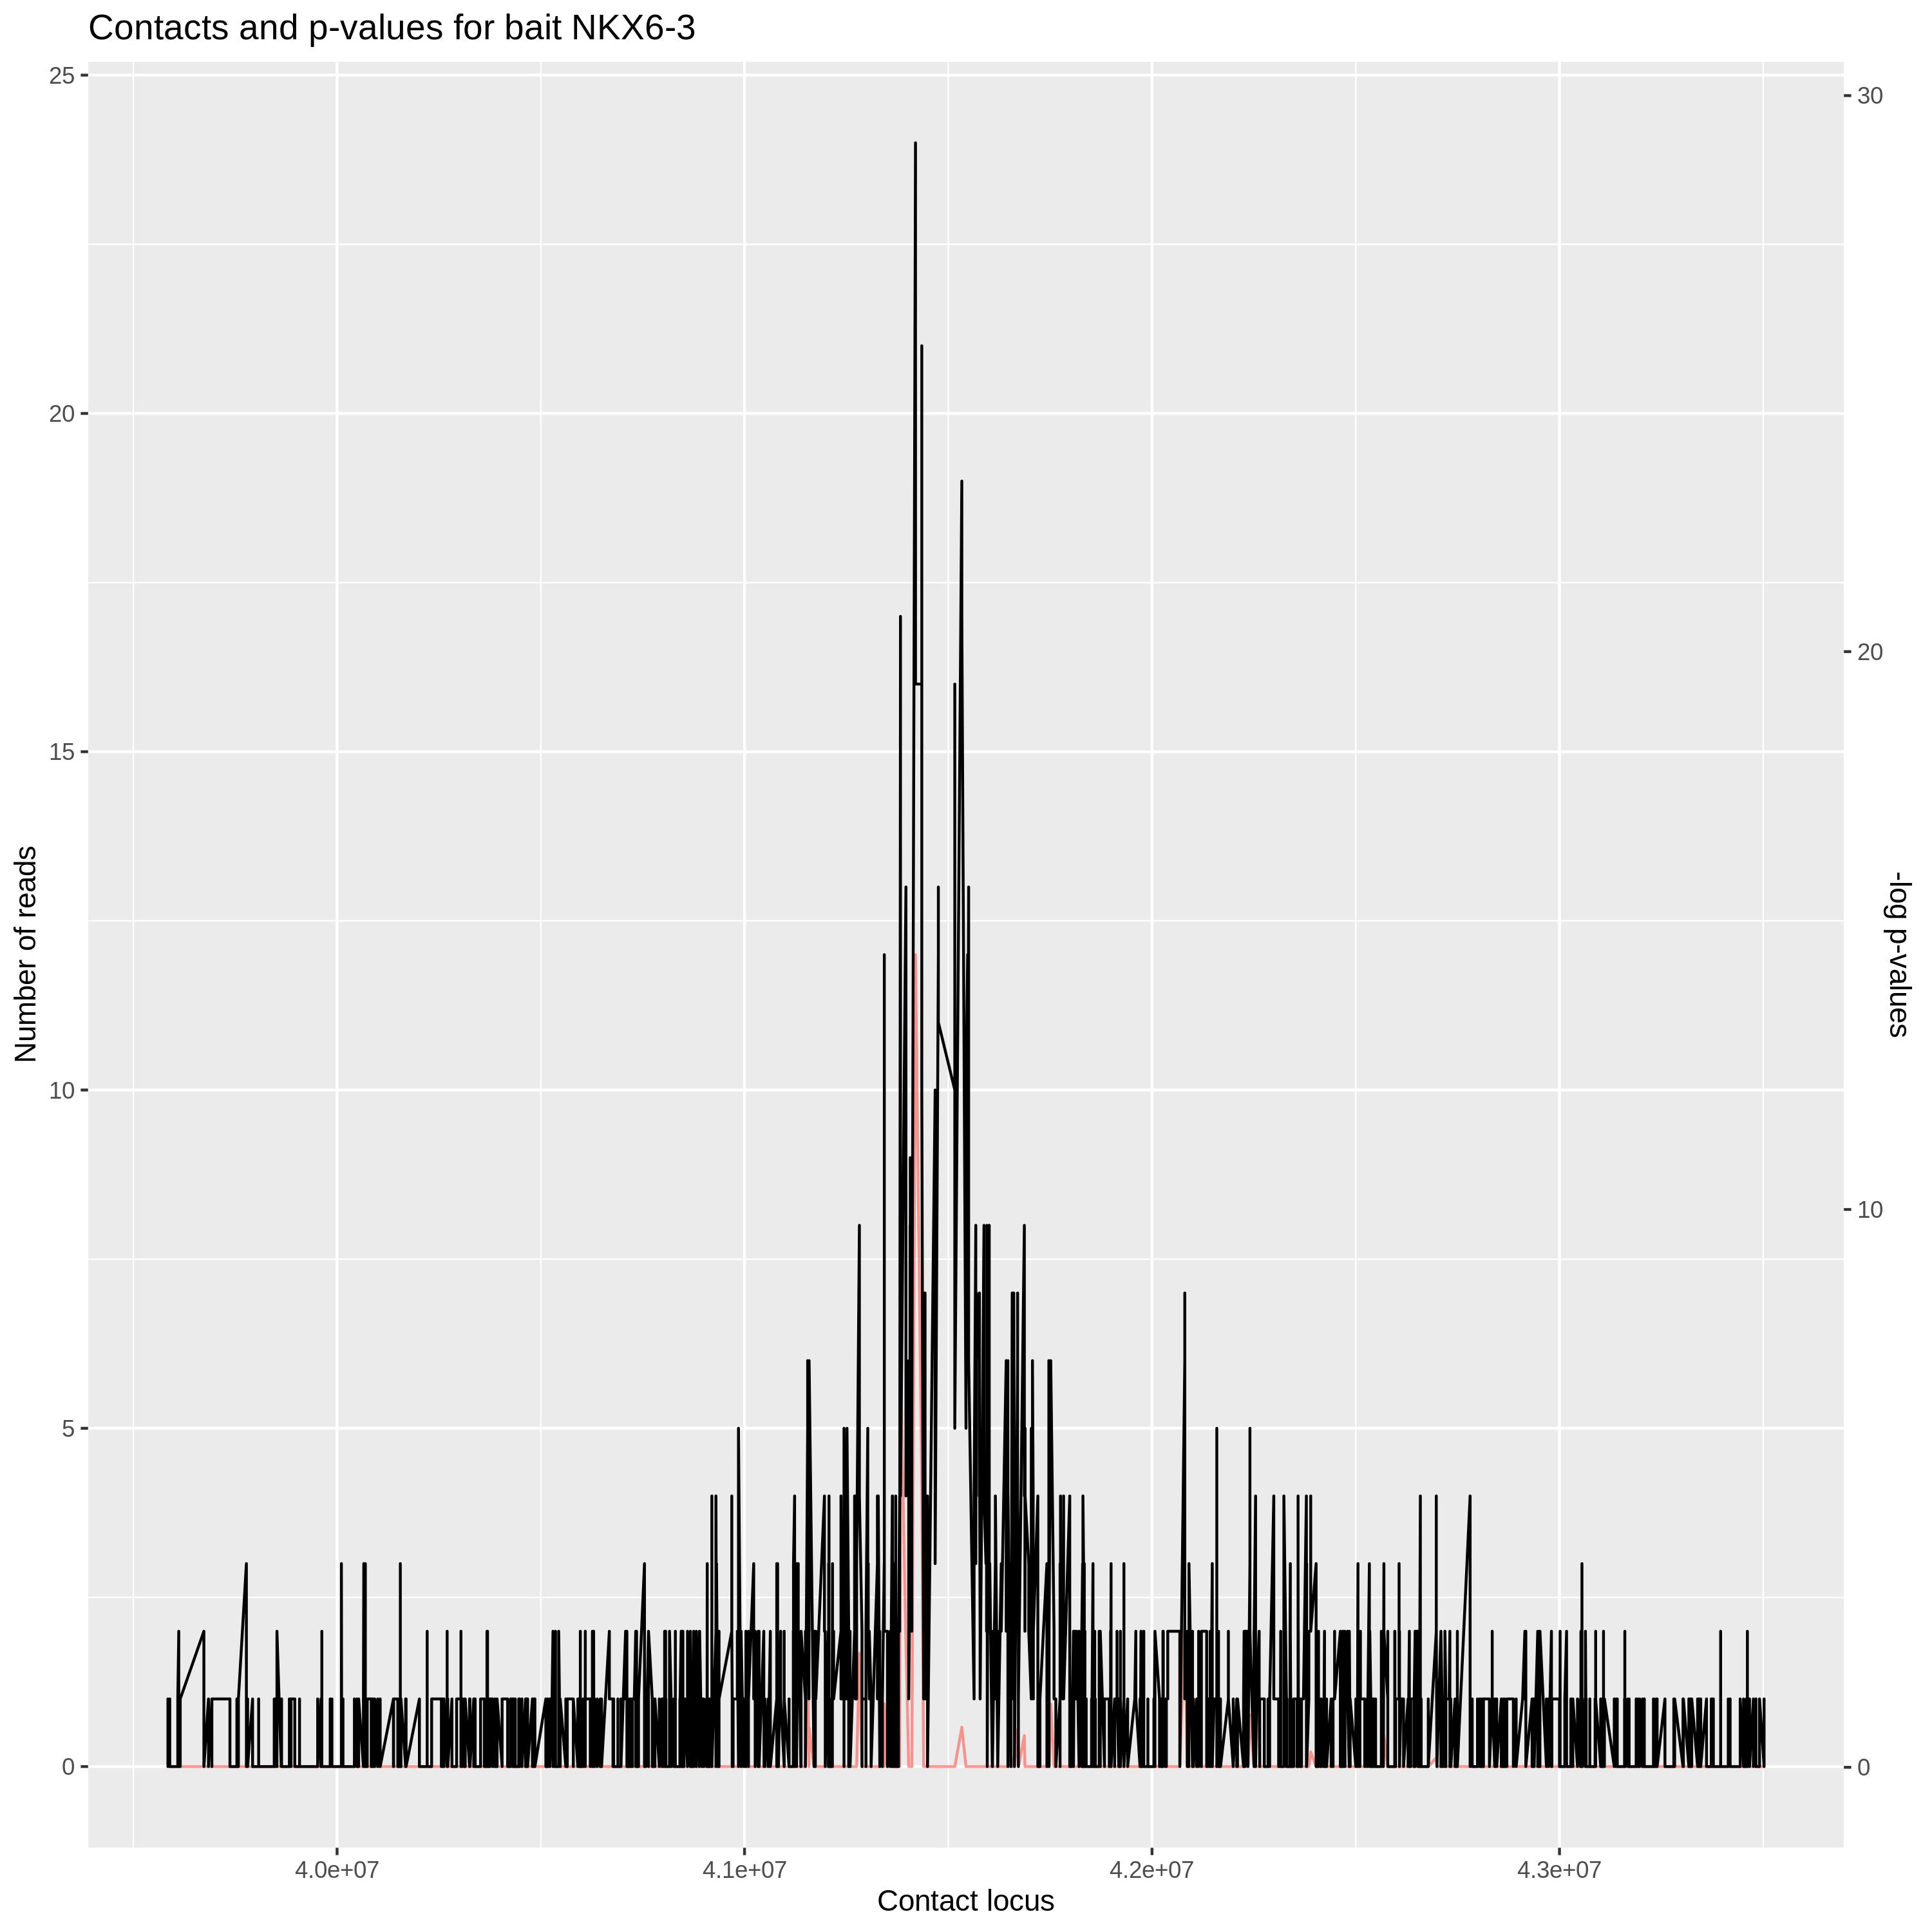 Contacts and p-values for bait NKX6-3
25
20
15
10
5
0
Number of reads
30
20
10
0
-log p-values
4.0e+07
4.1e+07
4.2e+07
4.3e+07
Contact locus